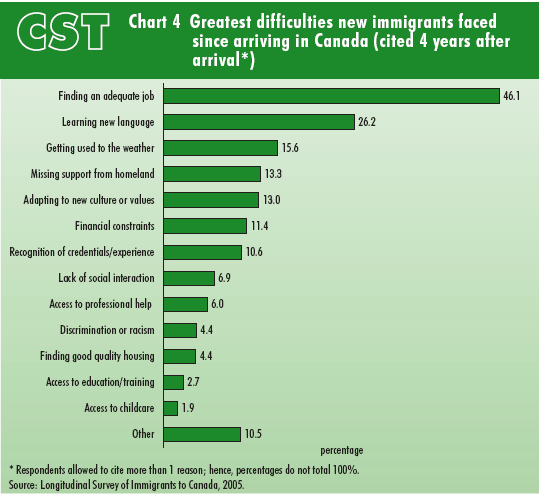 CST
Chart 4 Greatest difficulties new immigrants faced
since arriving in Canada (cited 4 years after
arrival*)
Finding an adequate job 46.1
Learning new language 26.2
Getting used to the weather 15.6
Missing support from homeland 13.3
Adapting to new culture or values 13.0
Financial constraints 11.4
Recognition of credentials/experience 10.6
Lack of social interaction 6.9
Access to professional help 6.0
Discrimination or racism 4.4
Finding good quality housing 4.4
Access to education/training 2.7
Access to childcare 1.9
Other 10.5
percentage
* Respondents allowed to cite more than 1 reason; hence, percentages do not total 100%.
Source: Longitudinal Survey of Immigrants to Canada, 2005.